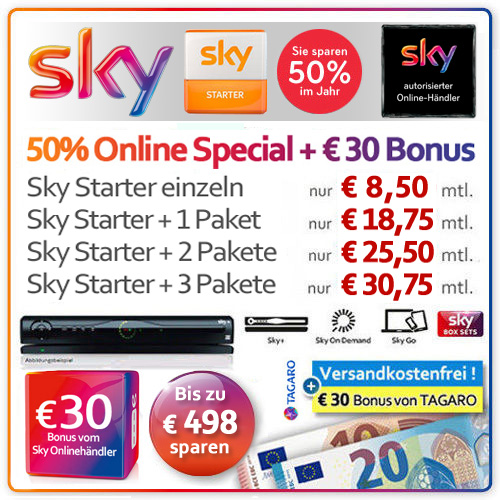 sky
sky
STARTER
Sie sparen
50%
im Jahr
sky
autorisierter
Online-Händler
50% Online Special + € 30 Bonus
Sky Starter einzeln nur € 8,50 mtl.
Sky Starter + 1 Paket nur € 18,75 mtl.
Sky Starter + 2 Pakete nur € 25,50 mtl.
Sky Starter + 3 Pakete nur € 30,75 mtl.
Abbildungsbeispiel
Sky+
Sky On Demand
Sky Go
sky
BOX SETS
€30
Bonus vom
Sky Onlinehändler
Bis zu
€ 498
sparen
TAGARO
Versandkostenfrei !
+ € 30 Bonus von TAGARO
10
20